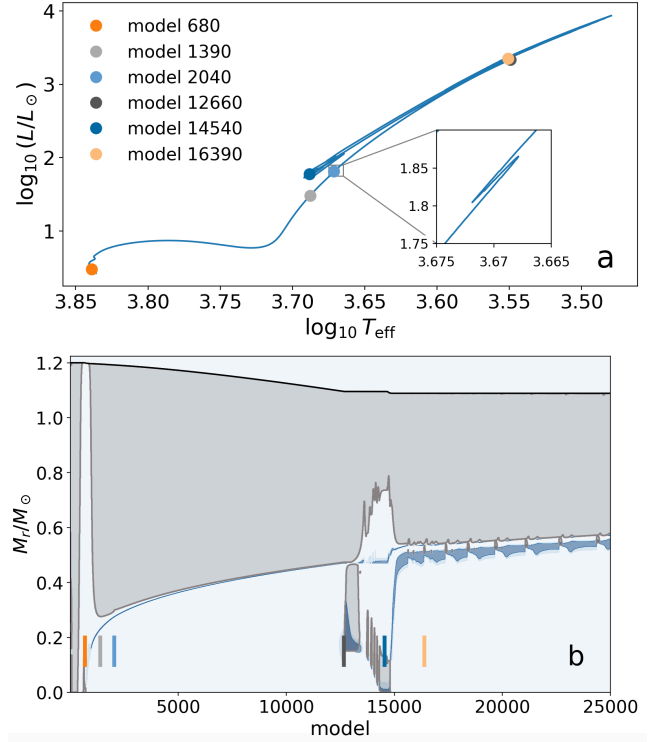 log₁₀ (L/L⊙)
4
3
2
1
model 680
model 1390
model 2040
model 12660
model 14540
model 16390
1.85
1.8
1.75
3.675 3.67 3.665
a
3.85 3.80 3.75 3.70 3.65 3.60 3.55 3.50
log₁₀ Tₑff
Mᵣ/M⊙
1.2
1.0
0.8
0.6
0.4
0.2
0.0
b
5000 10000 15000 20000 25000
model